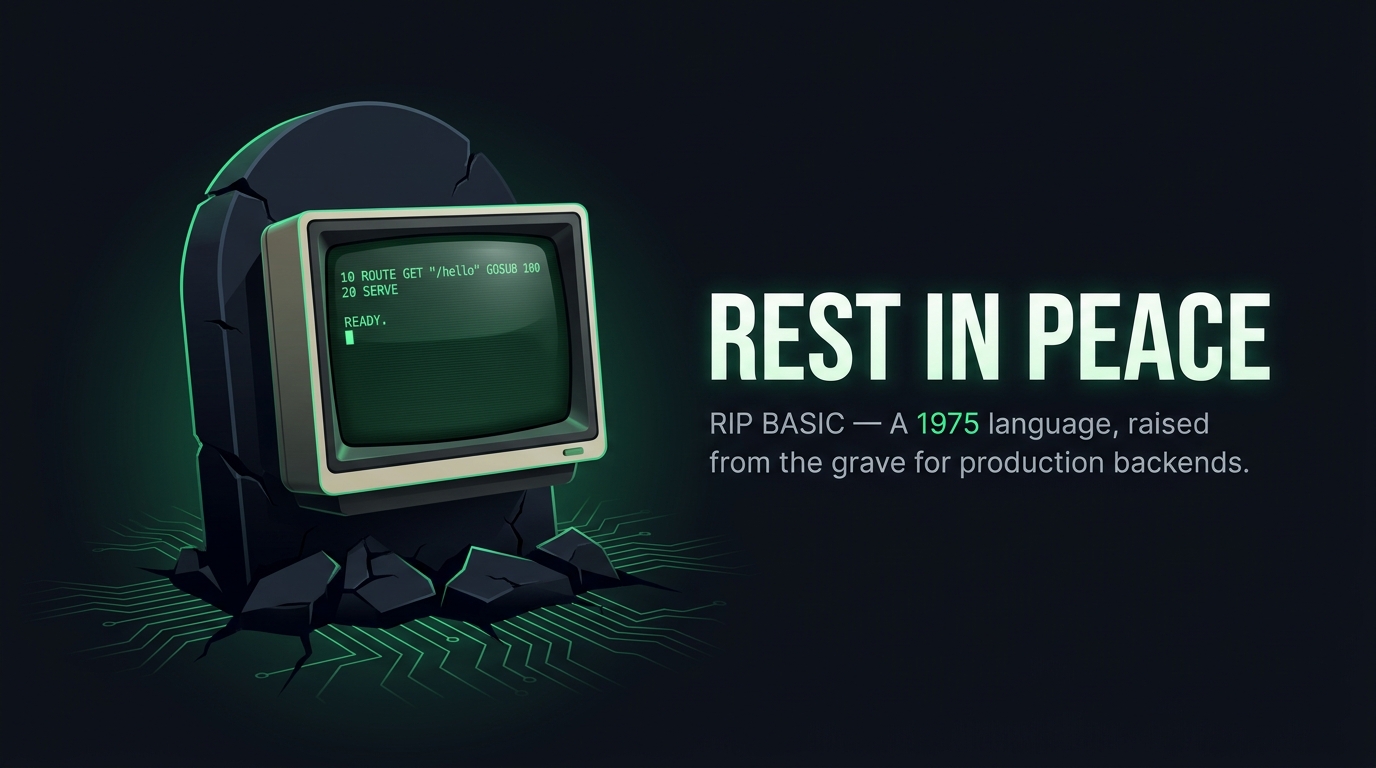 10 ROUTE GET "/hello" GOSUB 100
20 SERVE
READY.
REST IN PEACE
RIP BASIC — A 1975 language, raised
from the grave for production backends.